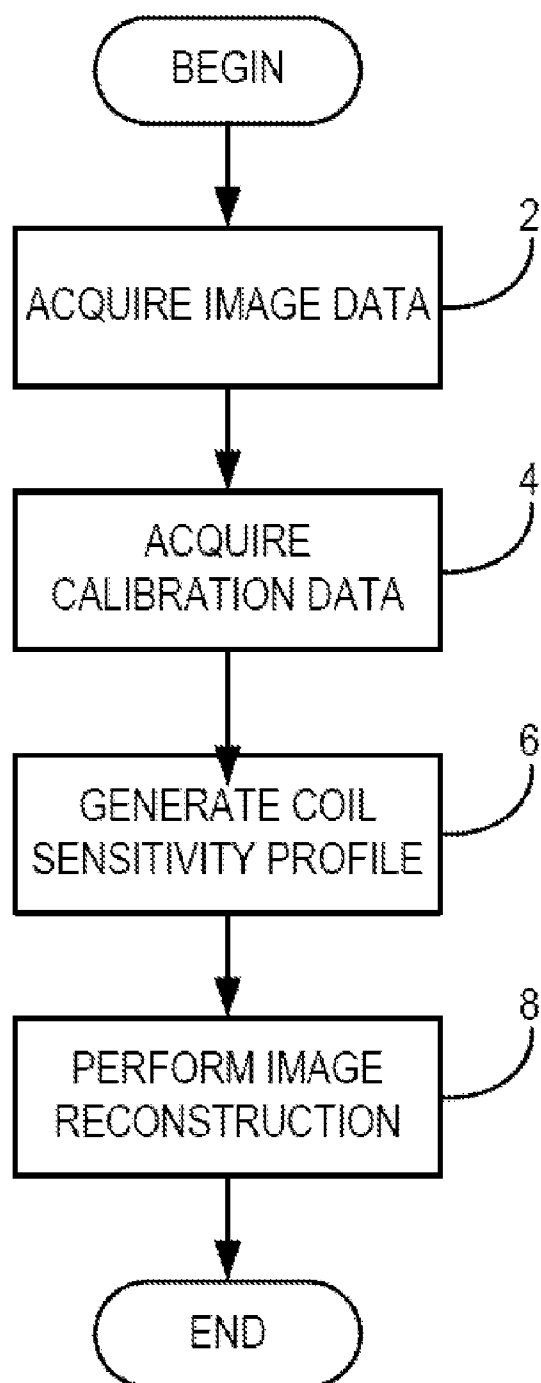 BEGIN
2
ACQUIRE IMAGE DATA
4
ACQUIRE
CALIBRATION DATA
6
GENERATE COIL
SENSITIVITY PROFILE
8
PERFORM IMAGE
RECONSTRUCTION
END